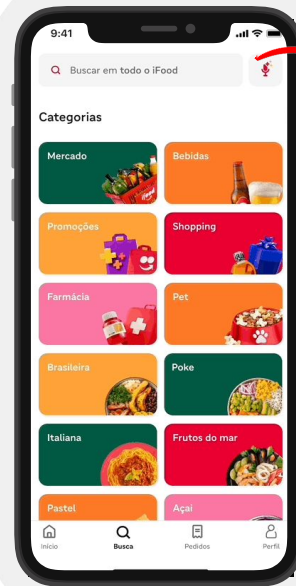 9:41
Buscar em todo o iFood
Categorias
Mercado
Bebidas
Promoções
Shopping
Farmácia
Pet
Brasileira
Poke
Italiana
Frutos do mar
Pastel
Açaí
Início
Busca
Pedidos
Perfil